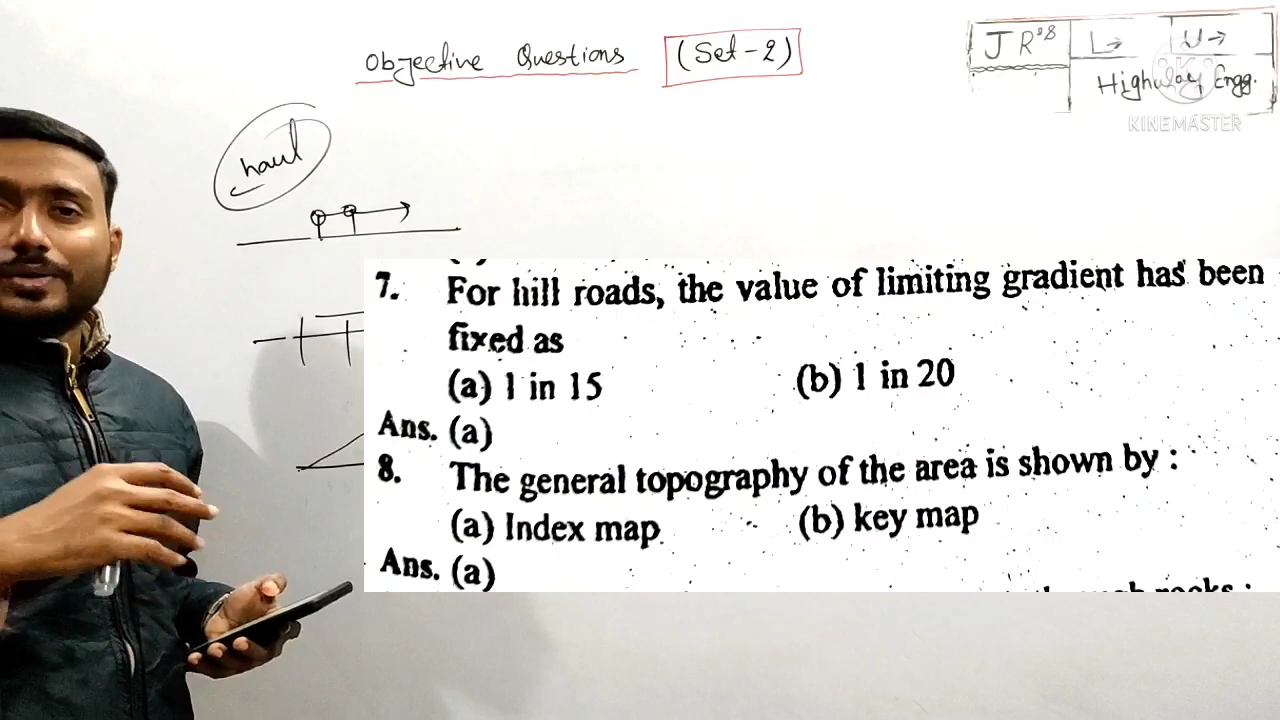 Objective Questions (Set-2)
JR'^s L→ U→
Highway Engg.
KINEMASTER
haul
7. For hill roads, the value of limiting gradient has been
fixed as
(a) 1 in 15 (b) 1 in 20
Ans. (a)
8. The general topography of the area is shown by :
(a) Index map. (b) key map
Ans. (a)
rocks :